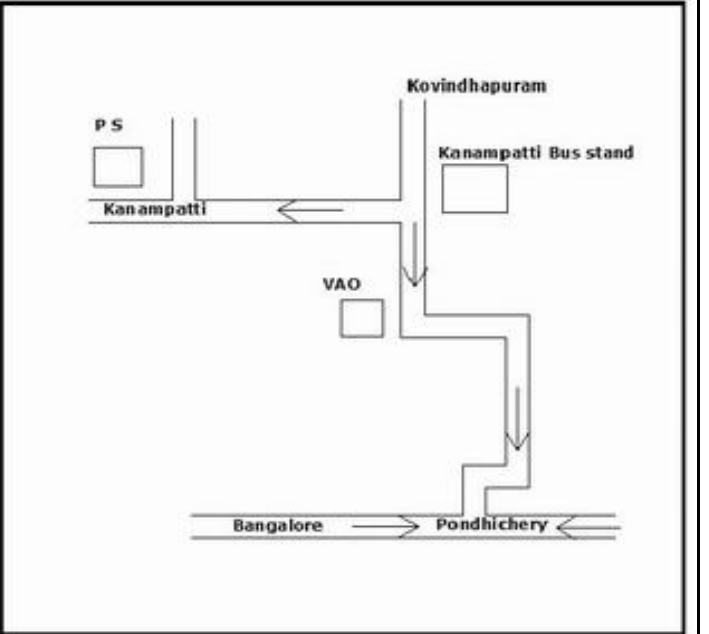 Kovindhapuram
P S
Kanampatti Bus stand
Kanampatti
VAO
Bangalore
Pondhichery